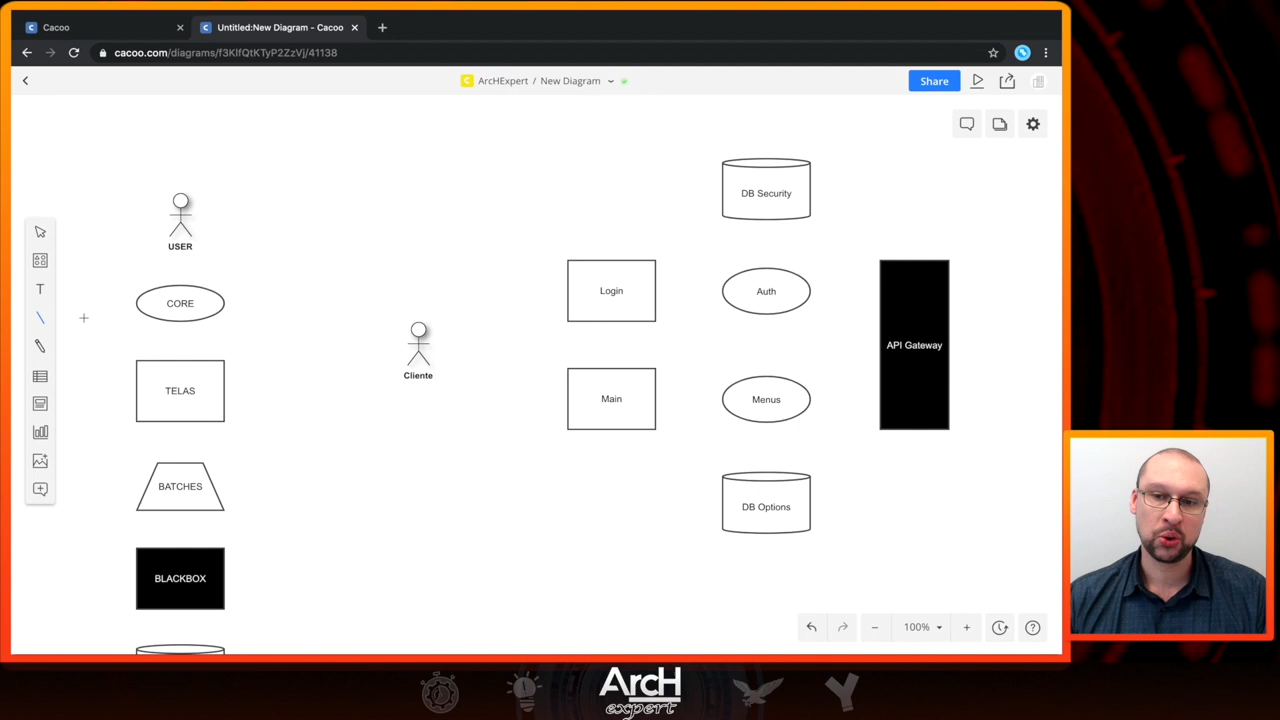 Cacoo
Untitled:New Diagram - Cacoo
cacoo.com/diagrams/f3KlfQtKTyP2ZzVj/41138
ArcHExpert / New Diagram
Share
DB Security
USER
Login
Auth
CORE
API Gateway
Cliente
TELAS
Main
Menus
BATCHES
DB Options
BLACKBOX
100%
ArcH
expert